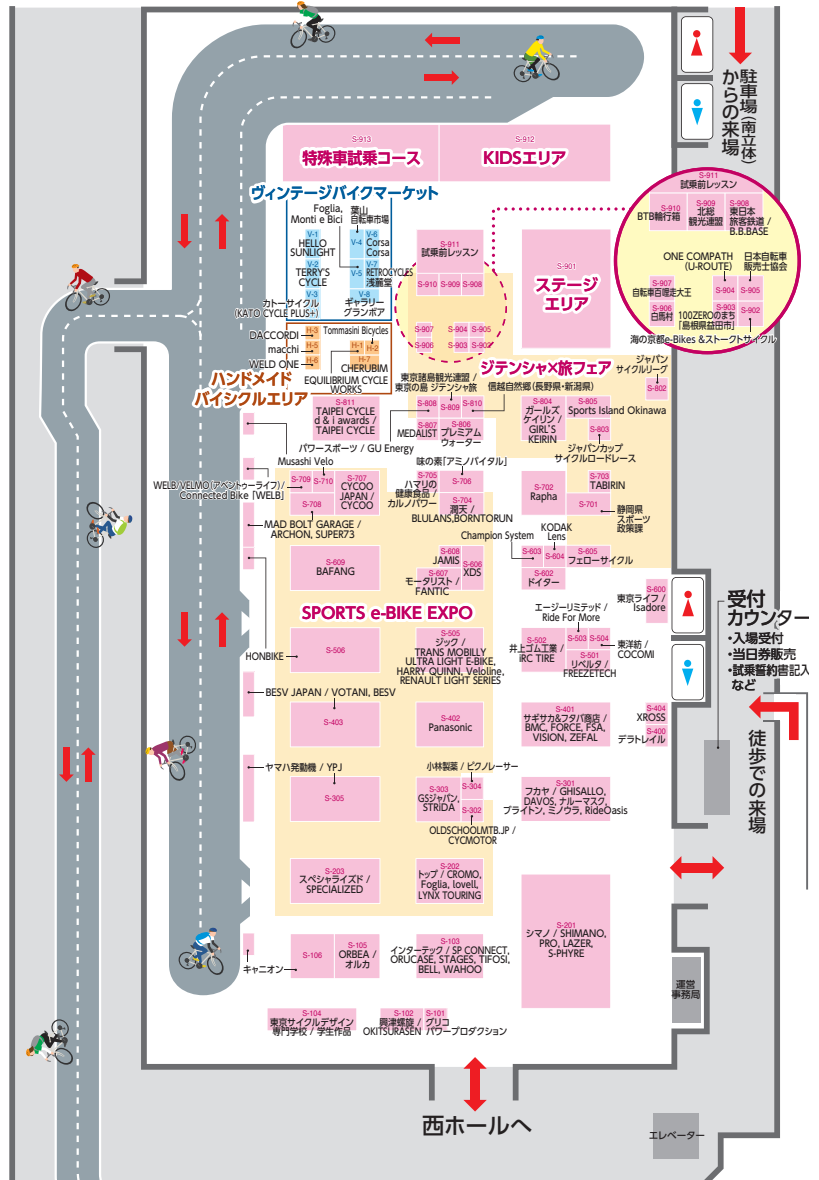 駐車場(南立体)
からの来場
S-913
特殊車試乗コース
S-912
KIDSエリア
ヴィンテージバイクマーケット
Foglia,
Monti e Bici
葉山
自転車市場
V-1
HELLO
SUNLIGHT
V-2
TERRY'S
CYCLE
V-3
カトーサイクル
(KATO CYCLE PLUS+)
V-4
V-6
Corsa
Corsa
V-5
V-7
RETROGYCLES
浅麓堂
V-8
ギャラリー
グランボア
S-911
試乗前レッスン
S-910
S-909
S-908
S-907
S-906
S-904
S-905
S-903
S-902
S-901
ステージ
エリア
S-911
試乗前レッスン
S-910
BTB輪行箱
S-909
北総
観光連盟
S-908
東日本
旅客鉄道 /
B.B.BASE
ONE COMPATH
(U-ROUTE)
日本自転車
販売士協会
S-907
自転車百哩走大王
S-904
S-905
S-906
白馬村
S-903
100ZEROのまち
「島根県益田市」
S-902
海の京都e-Bikes &ストークトサイクル
H-3
DACCORDI
H-5
macchi
H-6
WELD ONE
Tommasini Bicycles
H-1
H-2
H-7
CHERUBIM
EQUILIBRIUM CYCLE
WORKS
ハンドメイド
バイシクルエリア
ジテンシャ×旅フェア
ジャパン
サイクルリーグ
S-802
東京諸島観光連盟 /
東京の島 ジテンシャ旅
信越自然郷(長野県・新潟県)
S-811
TAIPEI CYCLE
d & i awards /
TAIPEI CYCLE
S-808
S-809
S-810
S-807
MEDALIST
S-806
プレミアム
ウォーター
S-804
ガールズ
ケイリン /
GIRL'S
KEIRIN
S-805
Sports Island Okinawa
S-803
ジャパンカップ
サイクルロードレース
パワースポーツ / GU Energy
Musashi Velo
味の素「アミノバイタル」
WELB/VELMO(アベントゥーライフ) /
Connected Bike「WELB」
S-709
S-710
S-707
CYCOO
JAPAN /
CYCOO
S-708
MAD BOLT GARAGE /
ARCHON, SUPER73
S-705
ハマリの
健康食品 /
カルノパワー
S-706
S-704
潤天 /
BLULANS,BORNTORUN
S-702
Rapha
S-703
TABIRIN
S-701
静岡県
スポーツ
政策課
Champion System
KODAK
Lens
S-609
BAFANG
S-608
JAMIS
S-606
XDS
S-607
モータリスト /
FANTIC
S-603
S-604
S-605
フェローサイクル
S-602
ドイター
S-600
東京ライフ /
Isadore
SPORTS e-BIKE EXPO
HONBIKE
S-506
S-505
ジック /
TRANS MOBILLY
ULTRA LIGHT E-BIKE,
HARRY QUINN, Veloline,
RENAULT LIGHT SERIES
エージーリミテッド /
Ride For More
S-502
井上ゴム工業 /
IRC TIRE
S-503
S-504
東洋紡 /
COCOMI
S-501
リベルタ /
FREEZETECH
受付
カウンター
・入場受付
・当日券販売
・試乗誓約書記入
など
徒歩での来場
BESV JAPAN / VOTANI, BESV
S-403
S-402
Panasonic
S-401
サギサカ&フタバ商店 /
BMC, FORCE, FSA,
VISION, ZEFAL
S-404
XROSS
S-400
デラトレイル
ヤマハ発動機 / YPJ
S-305
小林製薬 / ピクノレーサー
S-303
GSジャパン,
STRiDA
S-304
S-302
OLDSCHOOLMTB.JP /
CYCMOTOR
S-301
フカヤ / GHISALLO,
DAVOS, ナルーマスク,
ブライトン, ミノウラ, RideOasis
S-203
スペシャライズド /
SPECIALIZED
S-202
トップ / CROMO,
Foglia, lovell,
LYNX TOURING
S-201
シマノ / SHIMANO,
PRO, LAZER,
S-PHYRE
キャニオン
S-106
S-105
ORBEA /
オルカ
S-103
インターテック / SP CONNECT,
ORUCASE, STAGES, TIFOSI,
BELL, WAHOO
S-104
東京サイクルデザイン
専門学校 / 学生作品
S-102
興津螺旋 /
OKITSURASEN
S-101
グリコ
パワープロダクション
運営
事務局
西ホールへ
エレベーター